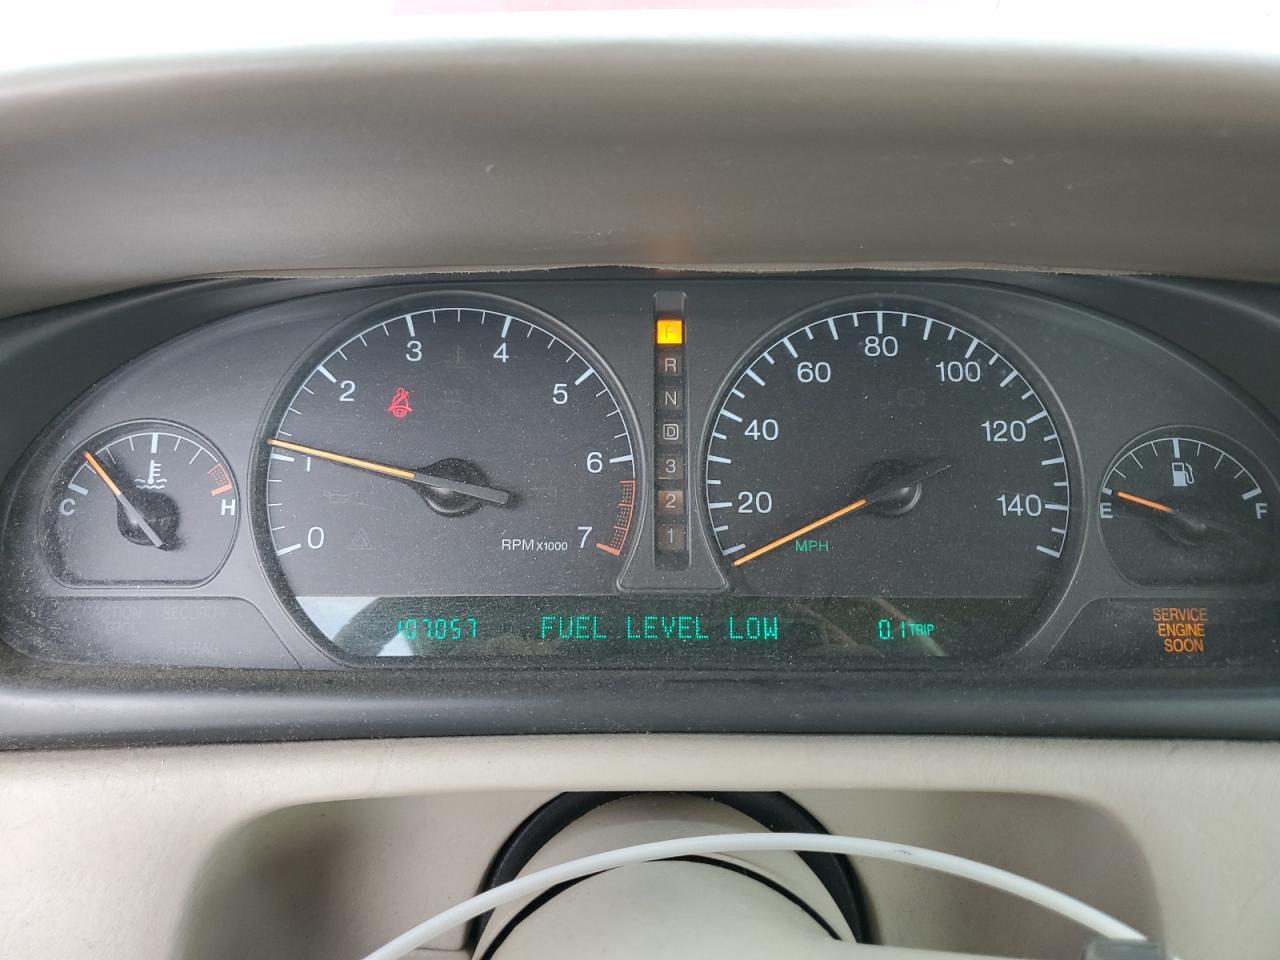 3 4
2 5
1 6
0 7
RPM X1000
C H
P
R
N
D
3
2
1
80
60 100
40 120
20 140
MPH
E F
TRACTION SECURITY
107057 FUEL LEVEL LOW 0.1 TRIP
SERVICE
ENGINE
SOON